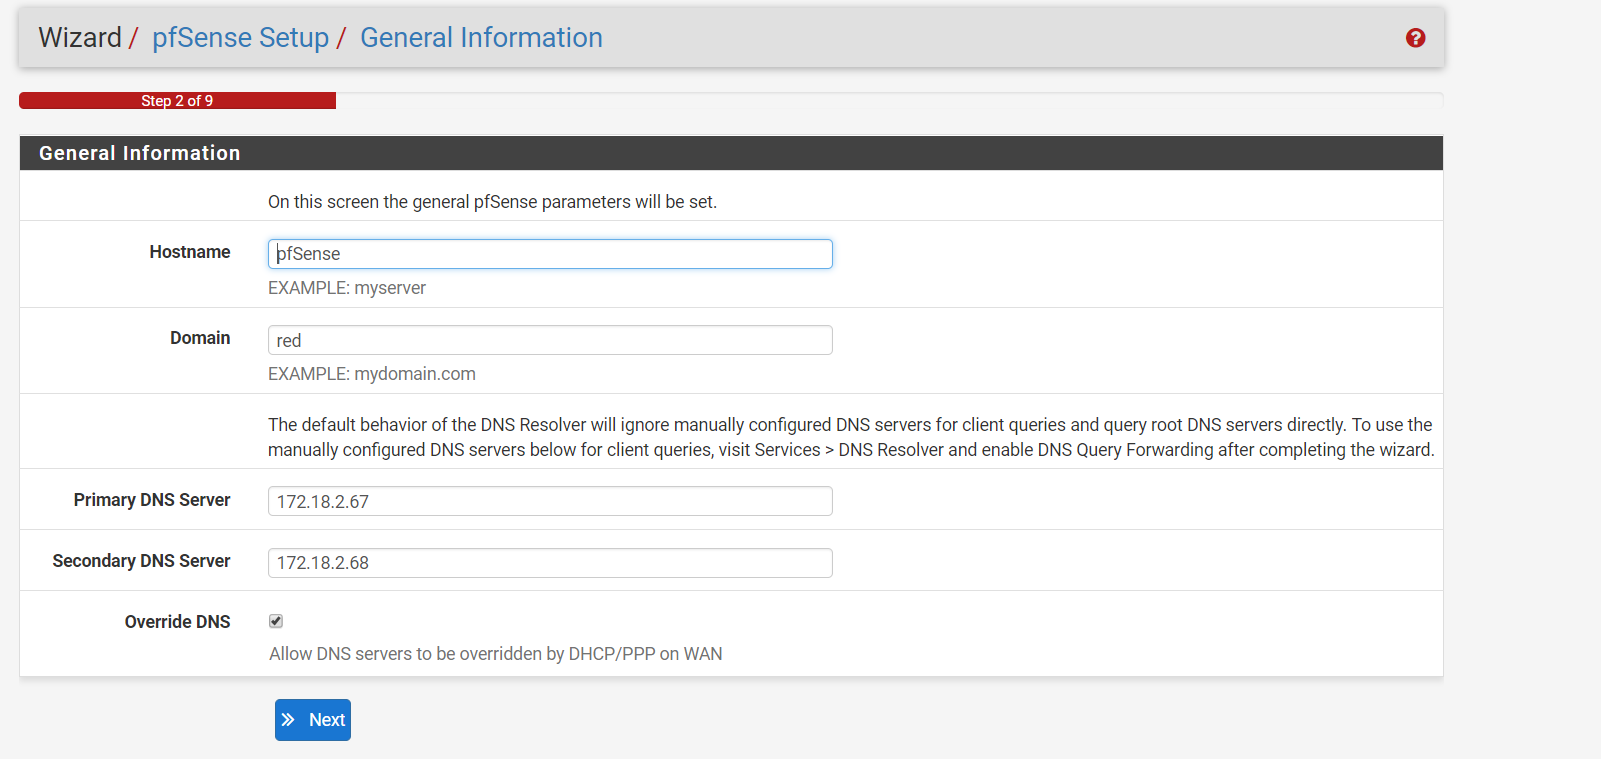 Wizard / pfSense Setup / General Information
Step 2 of 9
General Information
On this screen the general pfSense parameters will be set.
Hostname
pfSense
EXAMPLE: myserver
Domain
red
EXAMPLE: mydomain.com
The default behavior of the DNS Resolver will ignore manually configured DNS servers for client queries and query root DNS servers directly. To use the
manually configured DNS servers below for client queries, visit Services > DNS Resolver and enable DNS Query Forwarding after completing the wizard.
Primary DNS Server
172.18.2.67
Secondary DNS Server
172.18.2.68
Override DNS
Allow DNS servers to be overridden by DHCP/PPP on WAN
Next